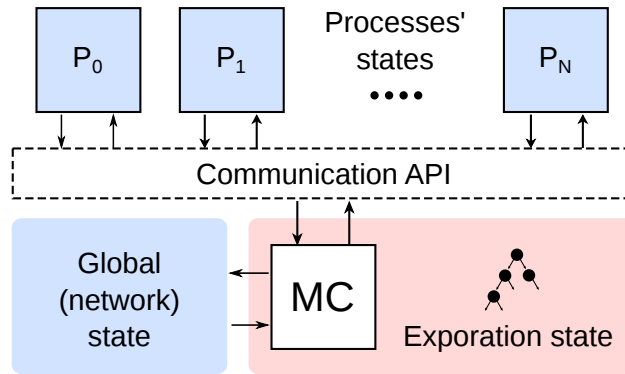 P0
P1
Processes'
states
PN
Communication API
Global
(network)
state
MC
Exporation state